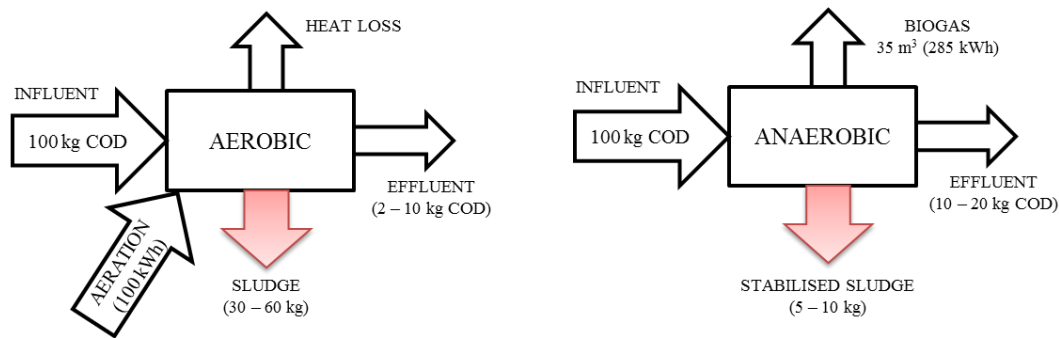 HEAT LOSS
INFLUENT
100 kg COD
AEROBIC
EFFLUENT
(2 – 10 kg COD)
AERATION
(100 kWh)
SLUDGE
(30 – 60 kg)
BIOGAS
35 m³ (285 kWh)
INFLUENT
100 kg COD
ANAEROBIC
EFFLUENT
(10 – 20 kg COD)
STABILISED SLUDGE
(5 – 10 kg)